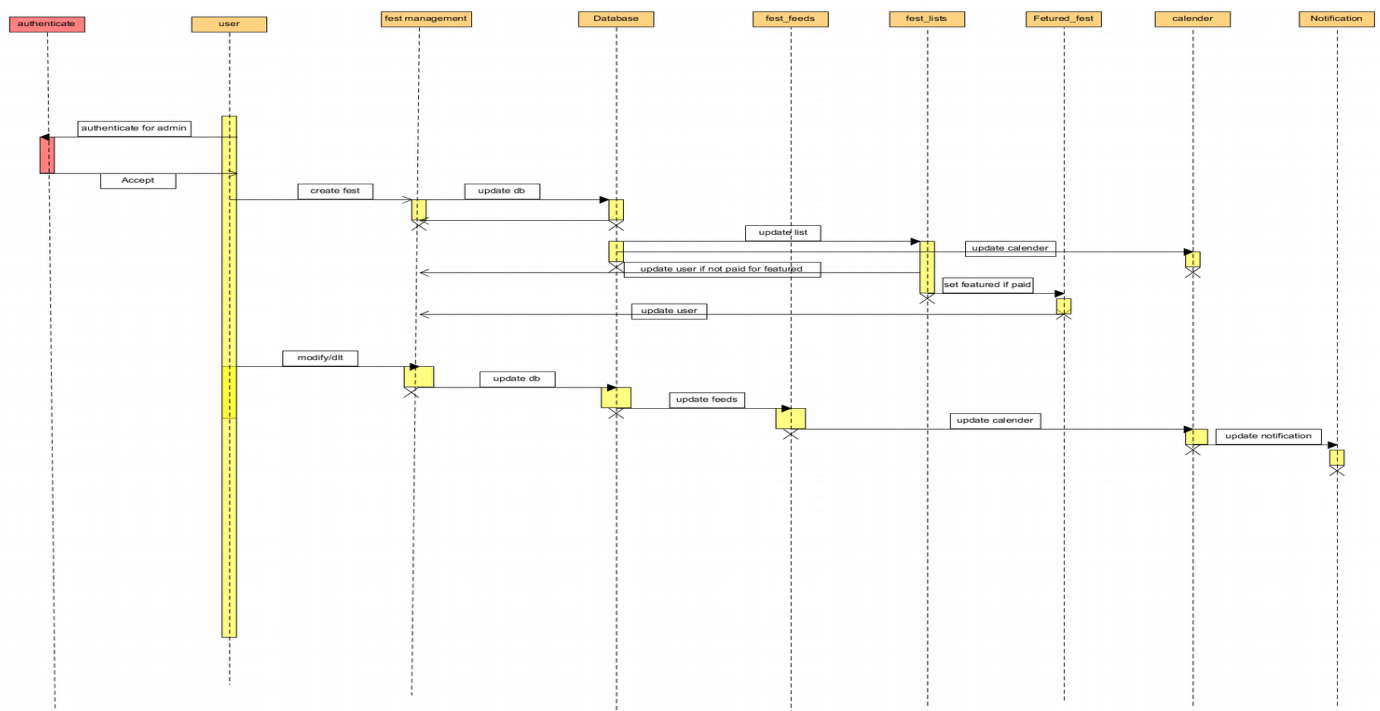 authenticate
user
fest management
Database
fest_feeds
fest_lists
Fetured_fest
calender
Notification
authenticate for admin
Accept
create fest
update db
update list
update calender
update user if not paid for featured
set featured if paid
update user
modify/dlt
update db
update feeds
update calender
update notification